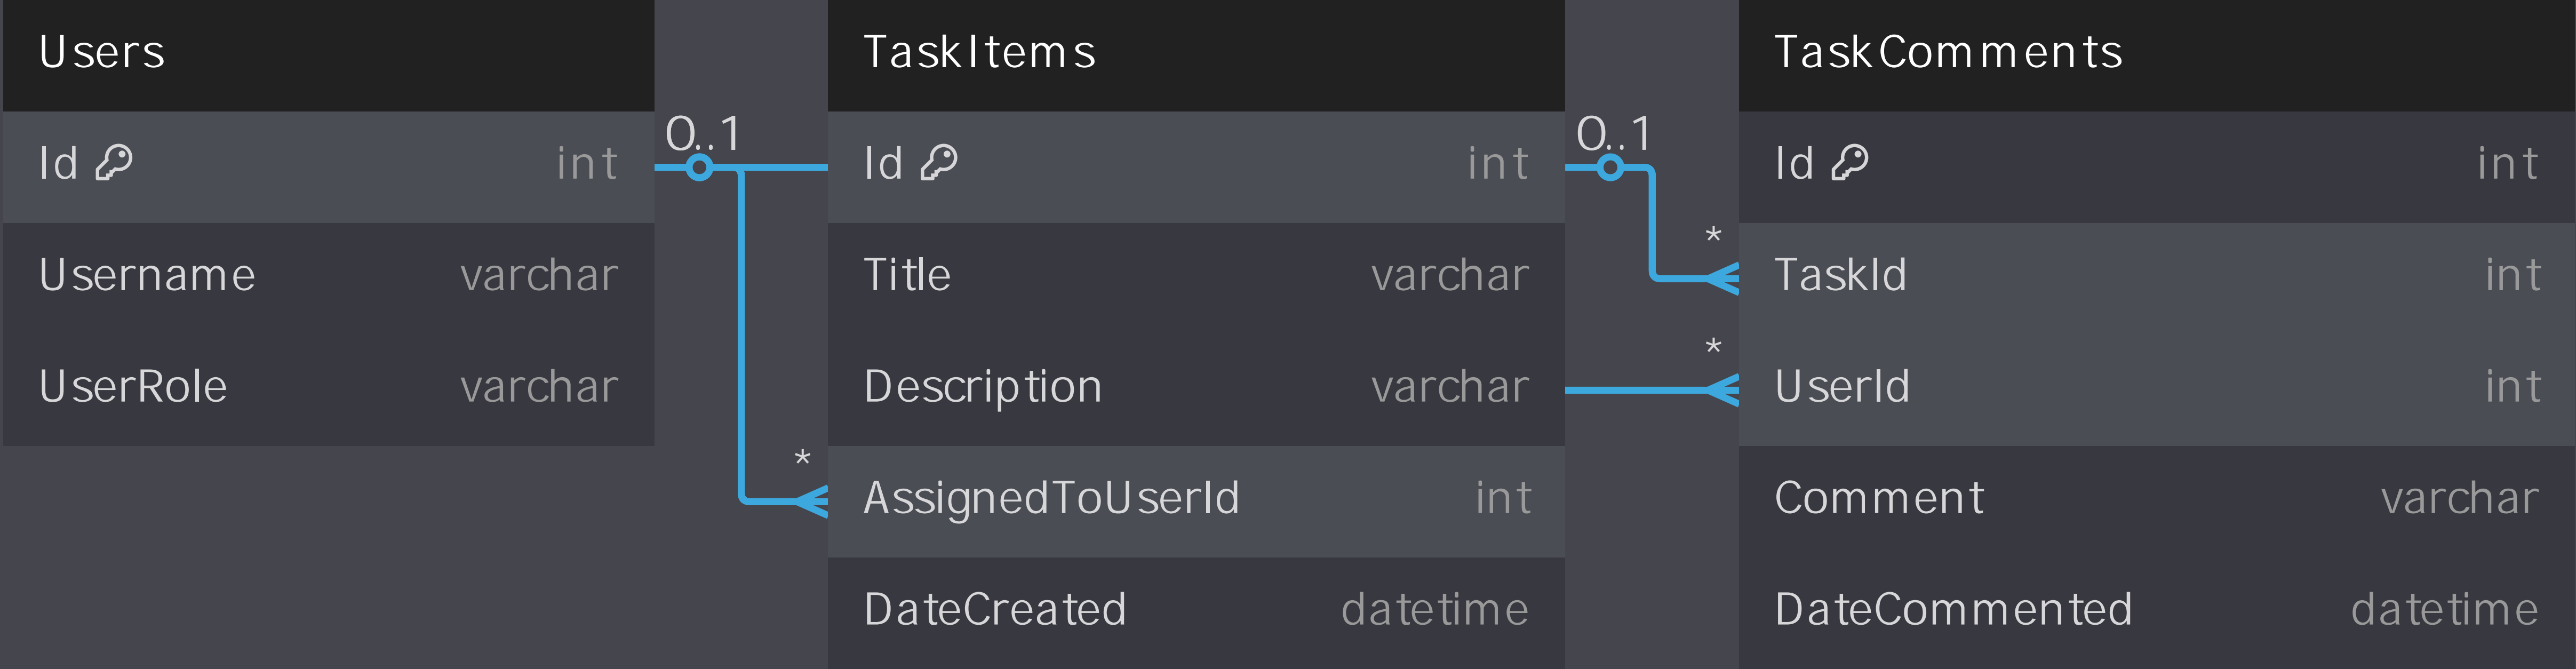 Users
Id int
Username varchar
UserRole varchar
0..1
*
TaskItems
Id int
Title varchar
Description varchar
AssignedToUserId int
DateCreated datetime
0..1
*
*
TaskComments
Id int
TaskId int
UserId int
Comment varchar
DateCommented datetime